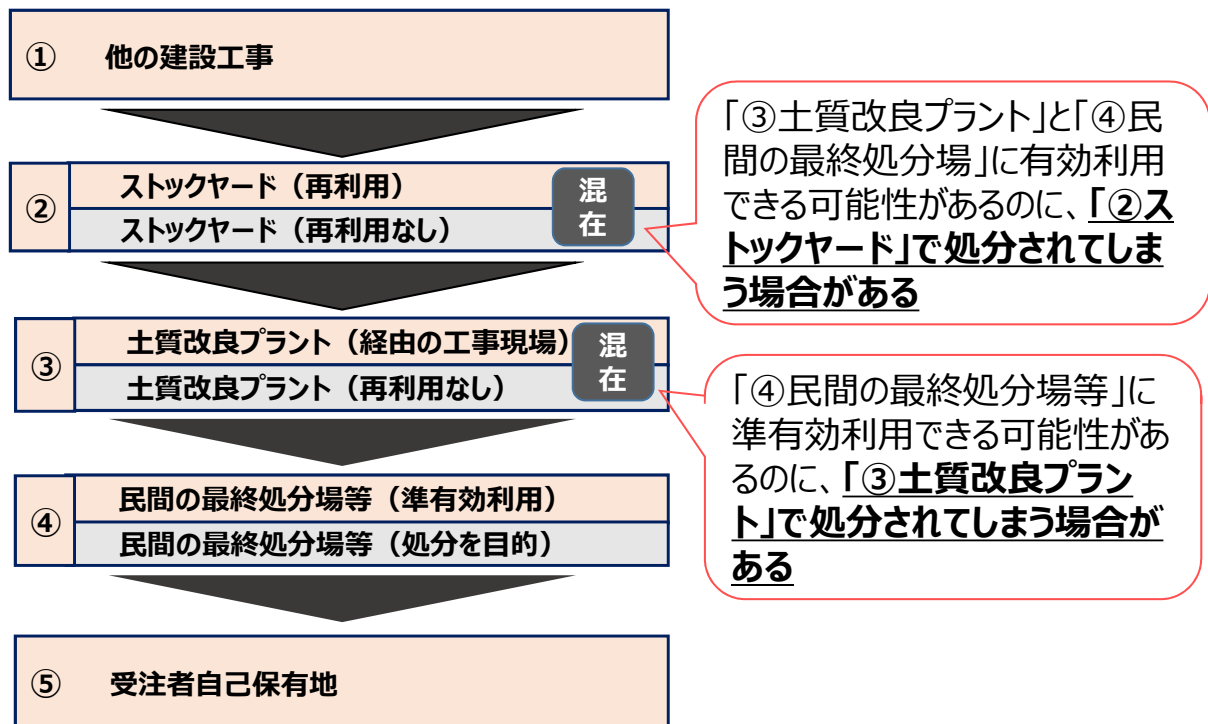 ① 他の建設工事
② ストックヤード（再利用）
ストックヤード（再利用なし）
混
在
「③土質改良プラント」と「④民
間の最終処分場」に有効利用
できる可能性があるのに、「②ス
トックヤード」で処分されてしま
う場合がある
③ 土質改良プラント（経由の工事現場）
土質改良プラント（再利用なし）
混
在
「④民間の最終処分場等」に
準有効利用できる可能性があ
るのに、「③土質改良プラン
ト」で処分されてしまう場合が
ある
④ 民間の最終処分場等（準有効利用）
民間の最終処分場等（処分を目的）
⑤ 受注者自己保有地